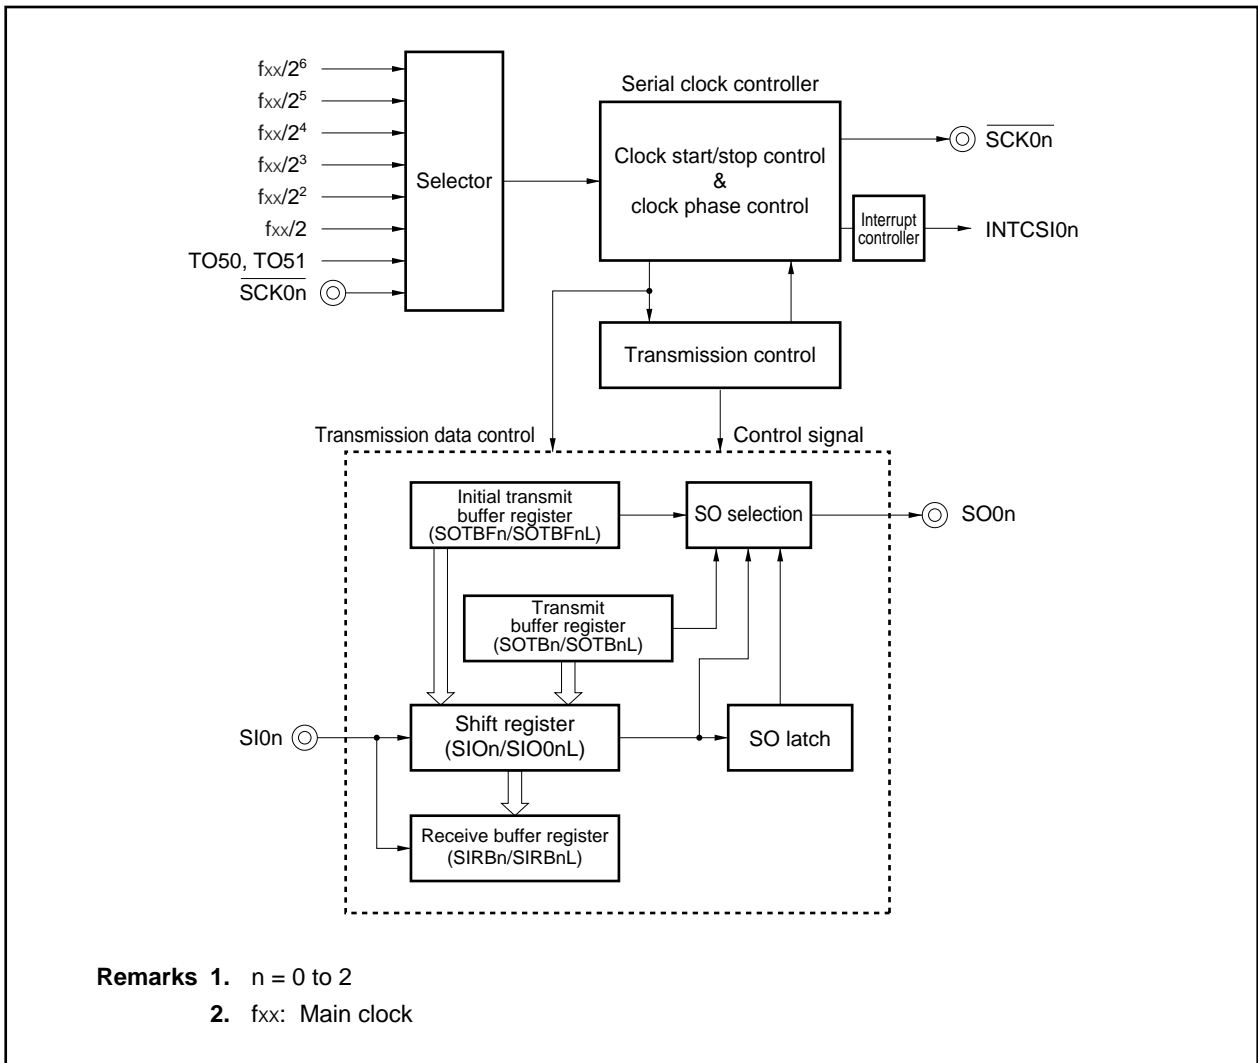 fxx/2⁶
fxx/2⁵
fxx/2⁴
fxx/2³
fxx/2²
fxx/2
TO50, TO51
SCK0n
Selector
Serial clock controller
Clock start/stop control
&
clock phase control
SCK0n
Interrupt
controller
INTCSI0n
Transmission control
Transmission data control
Control signal
Initial transmit
buffer register
(SOTBFn/SOTBFnL)
SO selection
SO0n
Transmit
buffer register
(SOTBn/SOTBnL)
SI0n
Shift register
(SIOn/SIO0nL)
SO latch
Receive buffer register
(SIRBn/SIRBnL)
Remarks 1. n = 0 to 2
2. fxx: Main clock